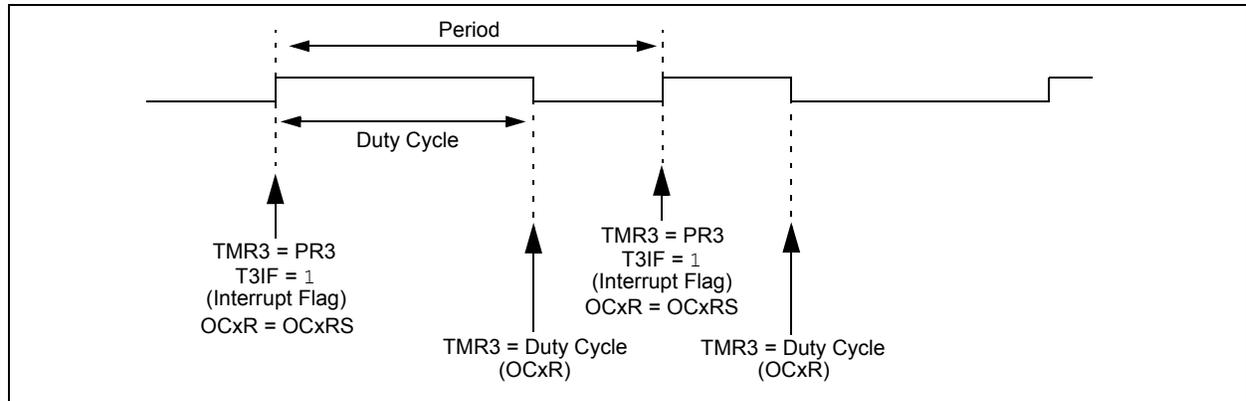 Period
Duty Cycle
TMR3 = PR3
T3IF = 1
(Interrupt Flag)
OCxR = OCxRS
TMR3 = Duty Cycle
(OCxR)
TMR3 = PR3
T3IF = 1
(Interrupt Flag)
OCxR = OCxRS
TMR3 = Duty Cycle
(OCxR)